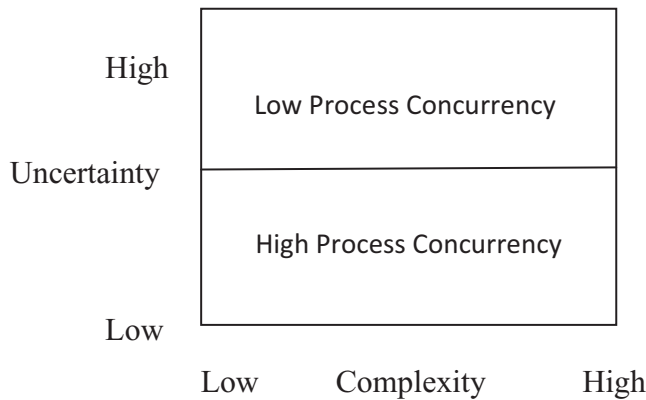 High
Low Process Concurrency
Uncertainty
High Process Concurrency
Low
Low Complexity High